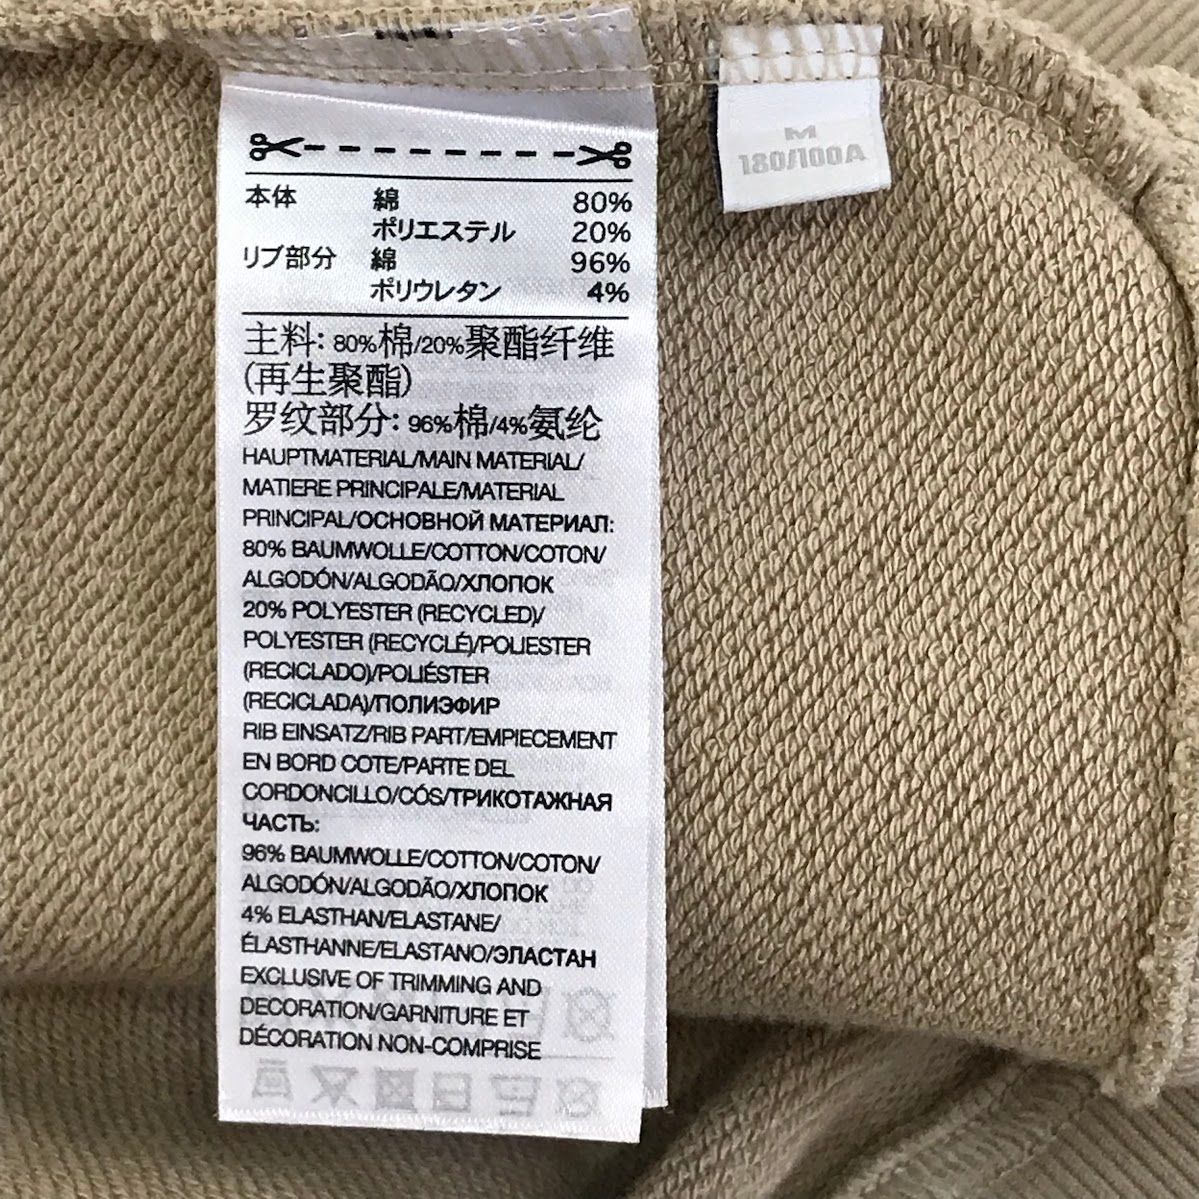 M
180/100A
本体 綿 80%
ポリエステル 20%
リブ部分 綿 96%
ポリウレタン 4%
主料: 80%棉/20%聚酯纤维
(再生聚酯)
罗纹部分: 96%棉/4%氨纶
HAUPTMATERIAL/MAIN MATERIAL/
MATIERE PRINCIPALE/MATERIAL
PRINCIPAL/ОСНОВНОЙ МАТЕРИАЛ:
80% BAUMWOLLE/COTTON/COTON/
ALGODÓN/ALGODÃO/ХЛОПОК
20% POLYESTER (RECYCLED)/
POLYESTER (RECYCLÉ)/POLIESTER
(RECICLADO)/POLIÉSTER
(RECICLADA)/ПОЛИЭФИР
RIB EINSATZ/RIB PART/EMPIECEMENT
EN BORD COTE/PARTE DEL
CORDONCILLO/CÓS/ТРИКОТАЖНАЯ
ЧАСТЬ:
96% BAUMWOLLE/COTTON/COTON/
ALGODÓN/ALGODÃO/ХЛОПОК
4% ELASTHAN/ELASTANE/
ÉLASTHANNE/ELASTANO/ЭЛАСТАН
EXCLUSIVE OF TRIMMING AND
DECORATION/GARNITURE ET
DÉCORATION NON-COMPRISE